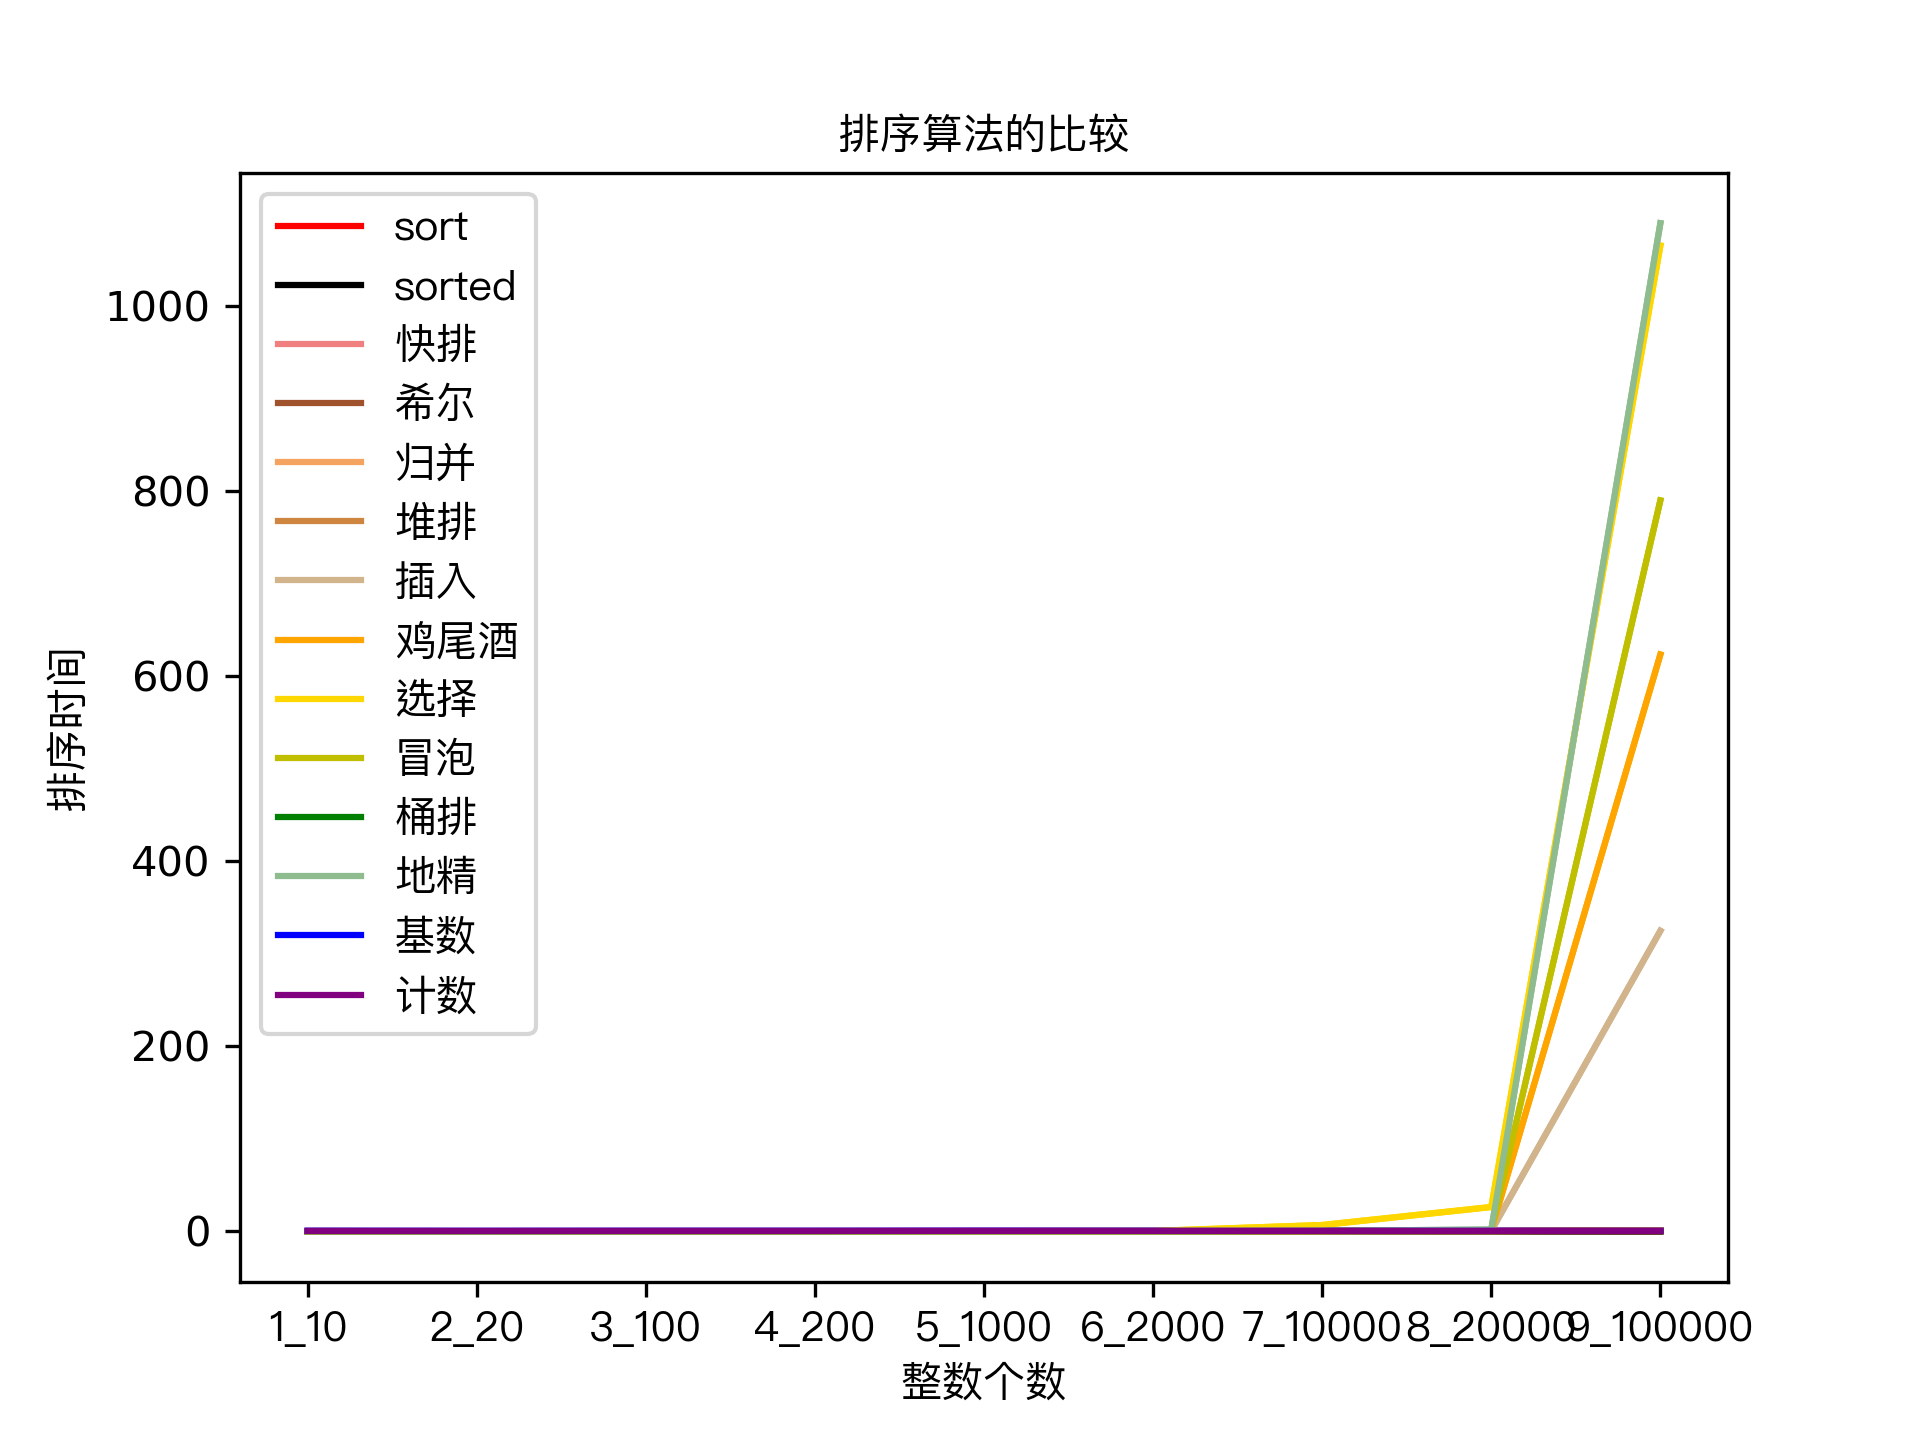 排序算法的比较
sort
sorted
快排
希尔
归并
堆排
插入
鸡尾酒
选择
冒泡
桶排
地精
基数
计数
排序时间
1000
800
600
400
200
0
1_10 2_20 3_100 4_200 5_1000 6_2000 7_10000 8_20000 9_100000
整数个数